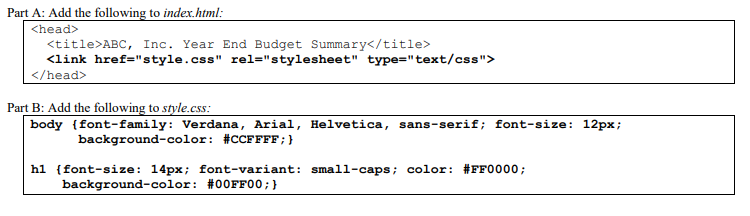 Part A: Add the following to index.html:
<head>
<title>ABC, Inc. Year End Budget Summary</title>
<link href="style.css" rel="stylesheet" type="text/css">
</head>
Part B: Add the following to style.css:
body {font-family: Verdana, Arial, Helvetica, sans-serif; font-size: 12px;
background-color: #CCFFFF;}
h1 {font-size: 14px; font-variant: small-caps; color: #FF0000;
background-color: #00FF00;}